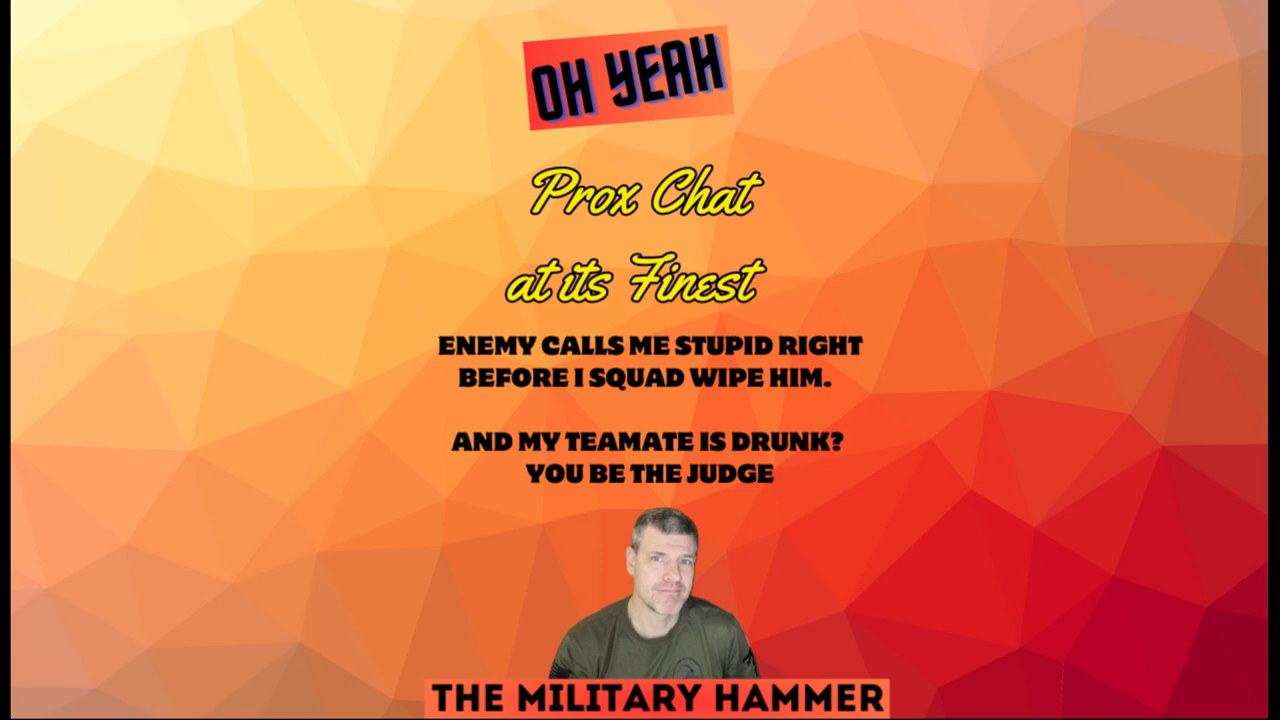 OH YEAH
Prox Chat
at its Finest
ENEMY CALLS ME STUPID RIGHT
BEFORE I SQUAD WIPE HIM.
AND MY TEAMATE IS DRUNK?
YOU BE THE JUDGE
THE MILITARY HAMMER